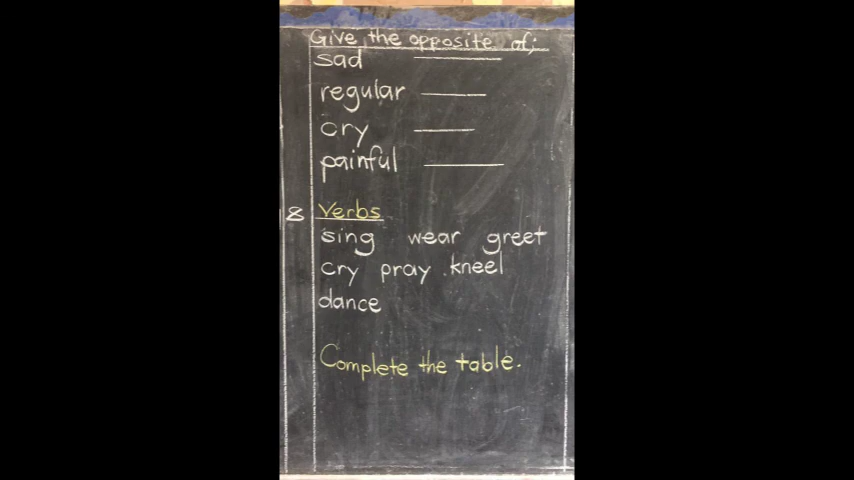 Give the opposite of;
sad
regular
cry
painful
8 Verbs
sing wear greet
cry pray kneel
dance
Complete the table.